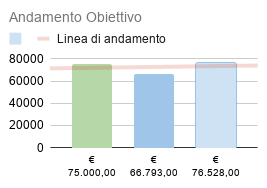 Andamento Obiettivo
Linea di andamento
80000
60000
40000
20000
0
€ € €
75.000,00 66.793,00 76.528,00